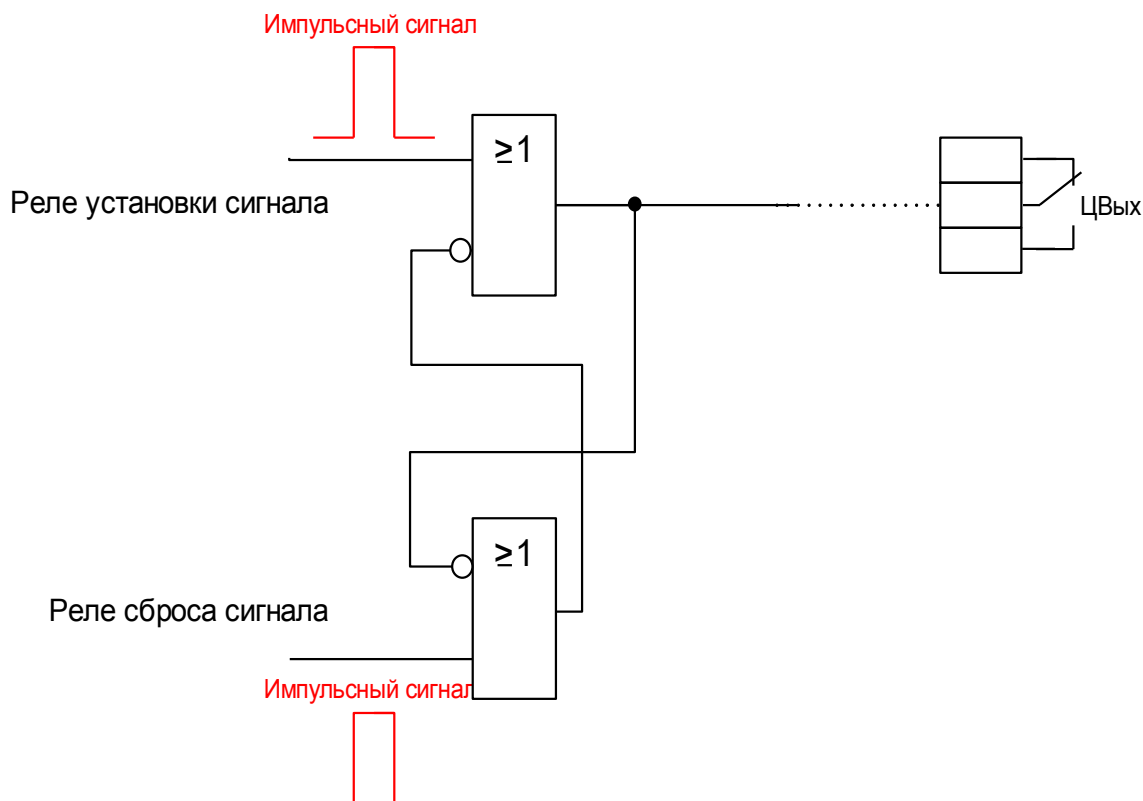 Импульсный сигнал
≥1
Реле установки сигнала
ЦВых
≥1
Реле сброса сигнала
Импульсный сигнал